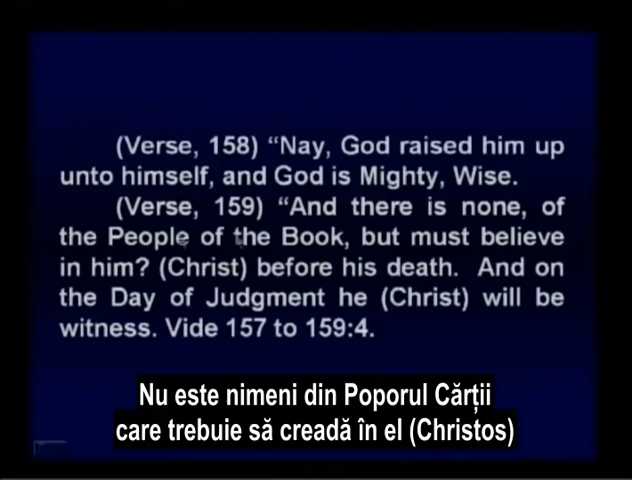 (Verse, 158) “Nay, God raised him up
unto himself, and God is Mighty, Wise.
(Verse, 159) “And there is none, of
the People of the Book, but must believe
in him? (Christ) before his death. And on
the Day of Judgment he (Christ) will be
witness. Vide 157 to 159:4.
Nu este nimeni din Poporul Cărții
care trebuie să creadă în el (Christos)